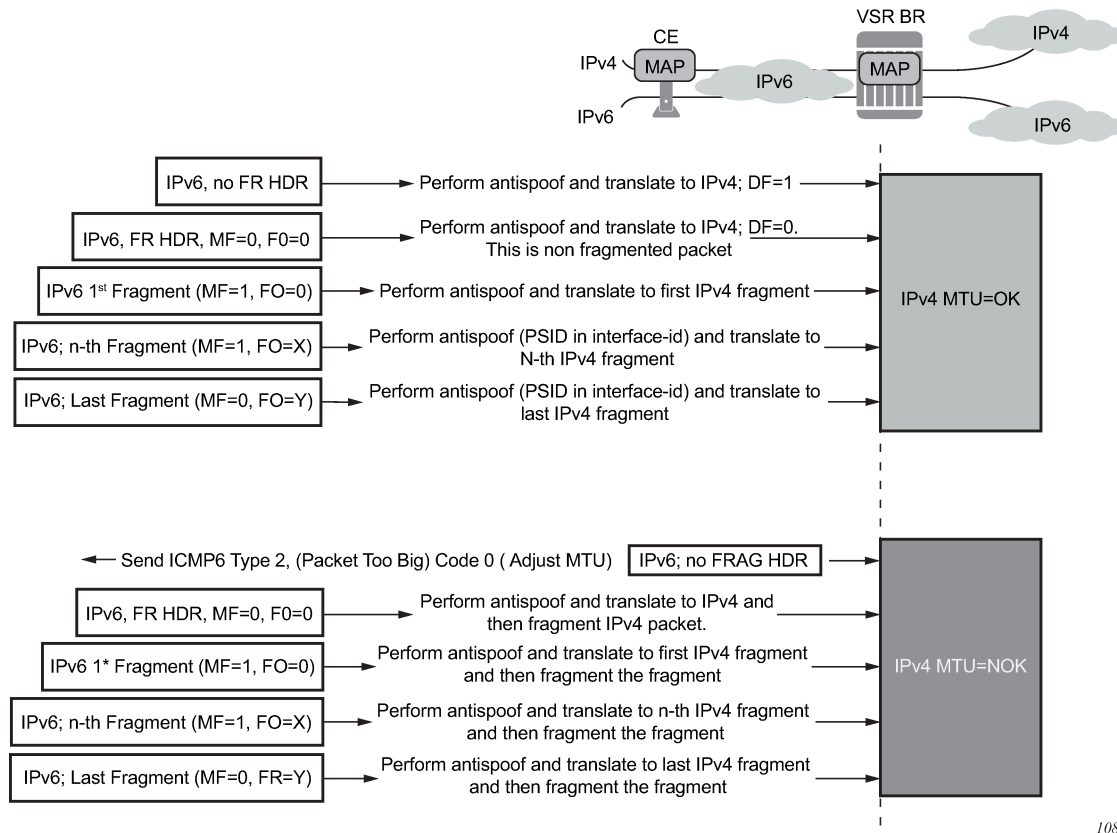 VSR BR
CE
IPv4
IPv4
MAP
MAP
IPv6
IPv6
IPv6
IPv6, no FR HDR
Perform antispoof and translate to IPv4; DF=1
IPv6, FR HDR, MF=0, F0=0
Perform antispoof and translate to IPv4; DF=0.
This is non fragmented packet
IPv6 1st Fragment (MF=1, FO=0)
Perform antispoof and translate to first IPv4 fragment
IPv4 MTU=OK
IPv6; n-th Fragment (MF=1, FO=X)
Perform antispoof (PSID in interface-id) and translate to
N-th IPv4 fragment
IPv6; Last Fragment (MF=0, FO=Y)
Perform antispoof (PSID in interface-id) and translate to
last IPv4 fragment
Send ICMP6 Type 2, (Packet Too Big) Code 0 ( Adjust MTU)
IPv6; no FRAG HDR
IPv6, FR HDR, MF=0, F0=0
Perform antispoof and translate to IPv4 and
then fragment IPv4 packet.
IPv6 1* Fragment (MF=1, FO=0)
Perform antispoof and translate to first IPv4 fragment
and then fragment the fragment
IPv4 MTU=NOK
IPv6; n-th Fragment (MF=1, FO=X)
Perform antispoof and translate to n-th IPv4 fragment
and then fragment the fragment
IPv6; Last Fragment (MF=0, FR=Y)
Perform antispoof and translate to last IPv4 fragment
and then fragment the fragment
108